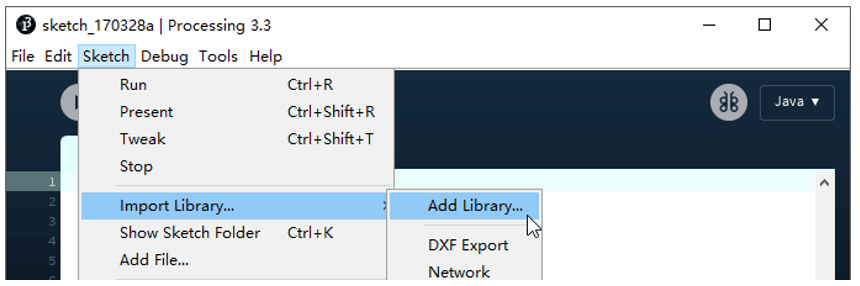 sketch_170328a | Processing 3.3
File Edit Sketch Debug Tools Help
Run Ctrl+R
Present Ctrl+Shift+R
Java ▼
Tweak Ctrl+Shift+T
Stop
1
2 Import Library... Add Library...
3
Show Sketch Folder Ctrl+K
4 DXF Export
5 Add File...
Network